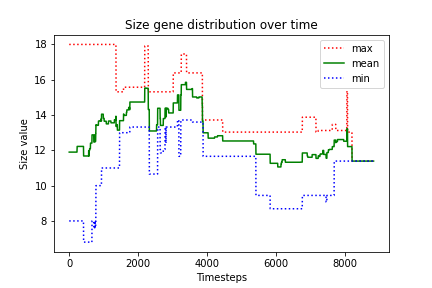 Size gene distribution over time
18
16
14
12
10
8
Size value
max
mean
min
0
2000
4000
6000
8000
Timesteps